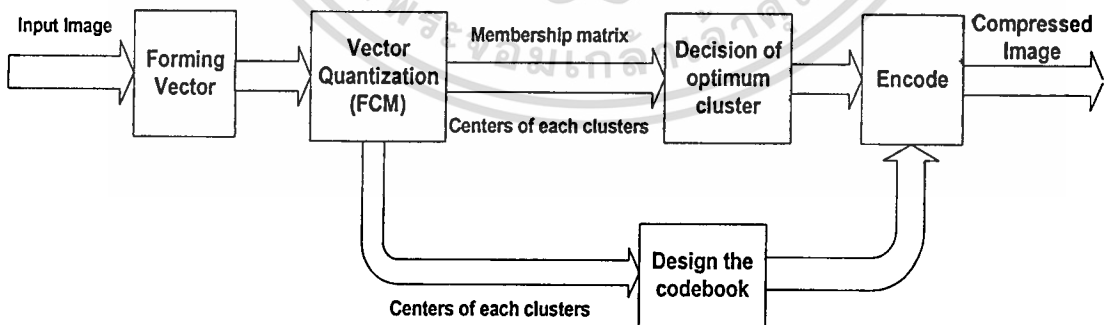 Input Image
Forming
Vector
Vector
Quantization
(FCM)
Membership matrix
Centers of each clusters
Decision of
optimum
cluster
Encode
Compressed
Image
Centers of each clusters
Design the
codebook